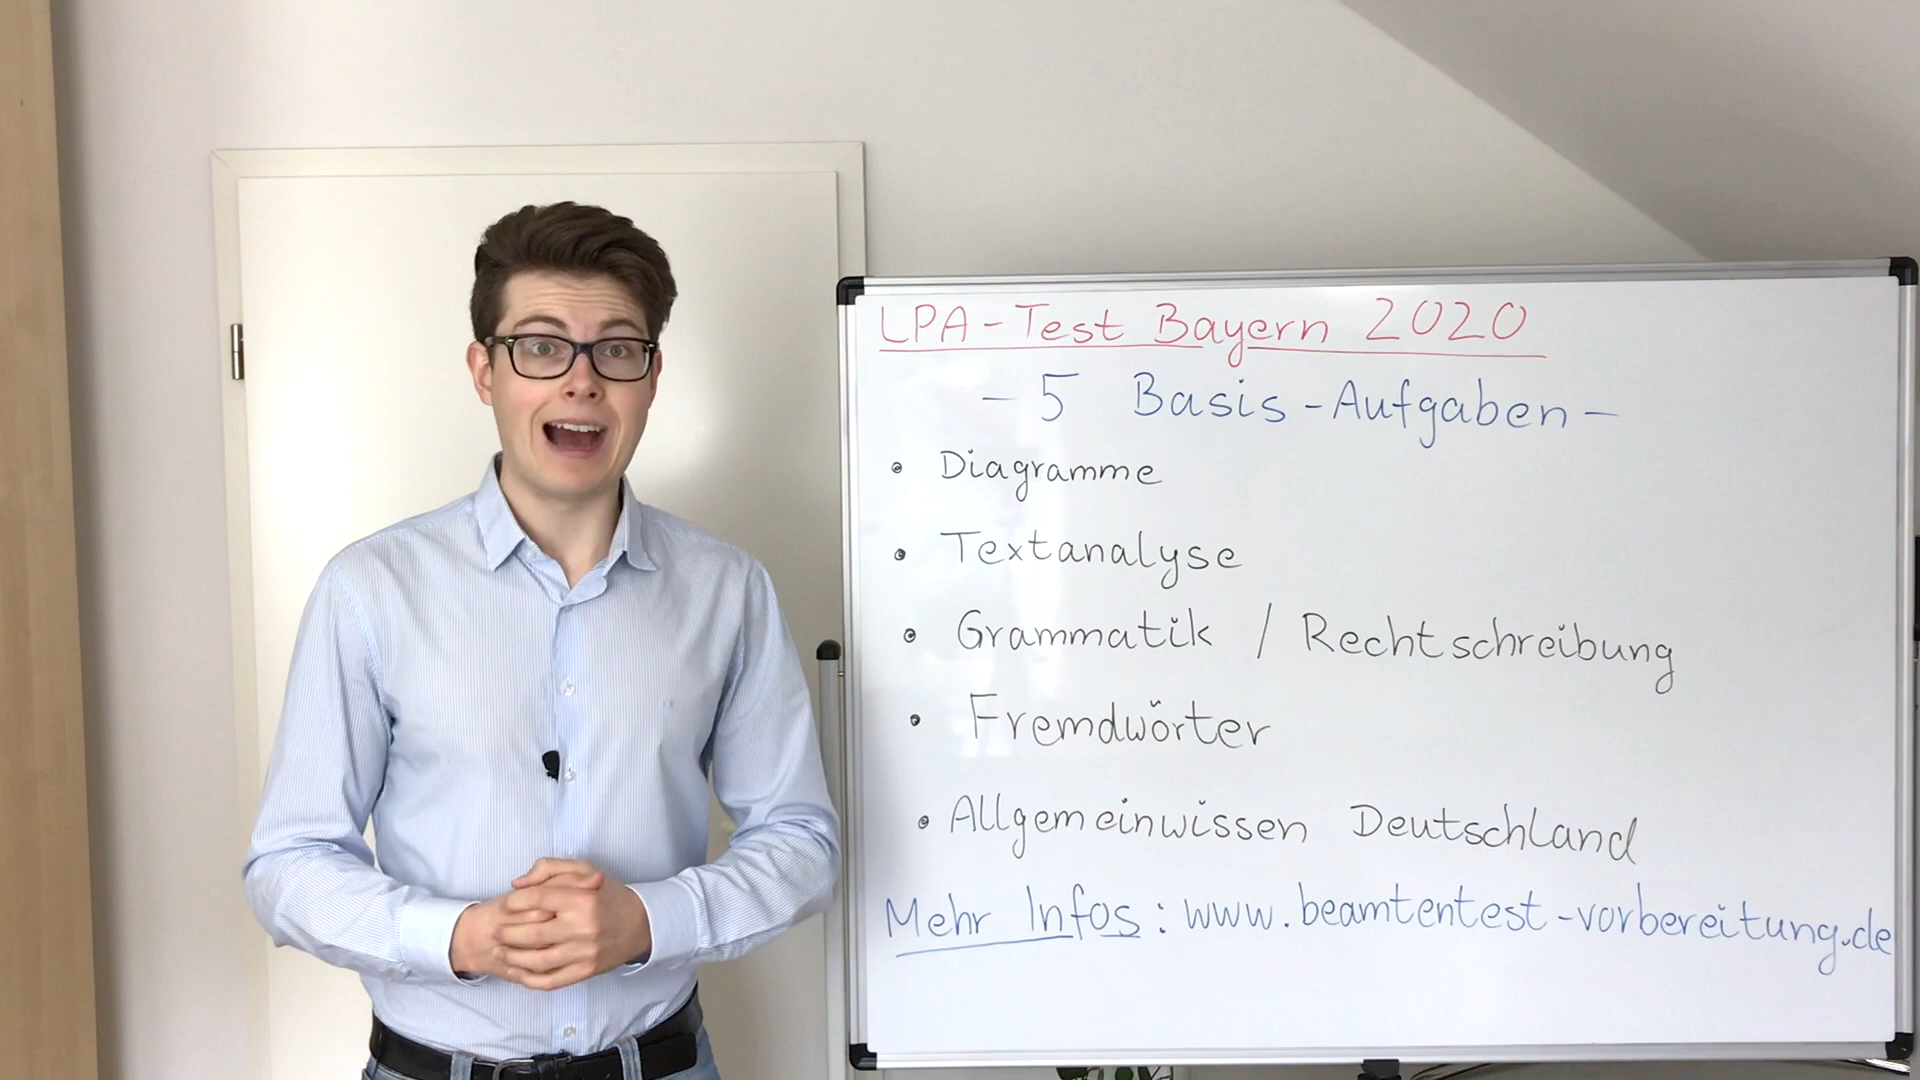 LPA-Test Bayern 2020
- 5 Basis-Aufgaben -
• Diagramme
• Textanalyse
• Grammatik / Rechtschreibung
• Fremdwörter
• Allgemeinwissen Deutschland
Mehr Infos: www.beamtentest-vorbereitung.de